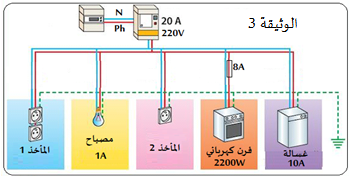 الوثيقة 3
N
Ph
20 A
220V
8A
المأخذ 1
مصباح
1A
المأخذ 2
فرن كهربائي
2200W
غسالة
10A